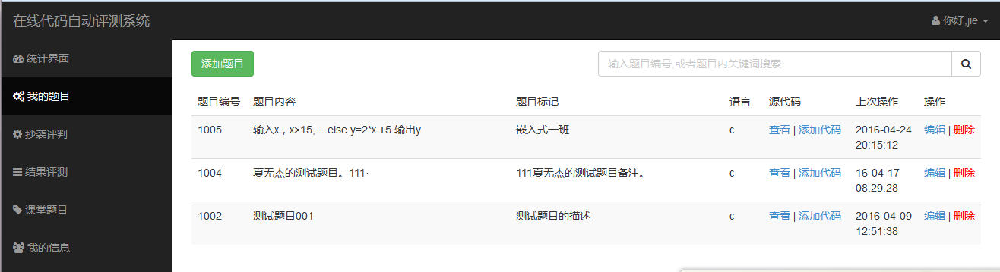 在线代码自动评测系统
你好,jie
统计界面
我的题目
抄袭评判
结果评测
课堂题目
我的信息
添加题目
输入题目编号,或者题目内关键词搜索
题目编号 题目内容 题目标记 语言 源代码 上次操作 操作
1005 输入x，x>15,....else y=2*x +5 输出y 嵌入式一班 c 查看 | 添加代码 2016-04-24 编辑 | 删除
20:15:12
1004 夏无杰的测试题目。111· 111夏无杰的测试题目备注。 c 查看 | 添加代码 16-04-17 编辑 | 删除
08:29:28
1002 测试题目001 测试题目的描述 c 查看 | 添加代码 2016-04-09 编辑 | 删除
12:51:38